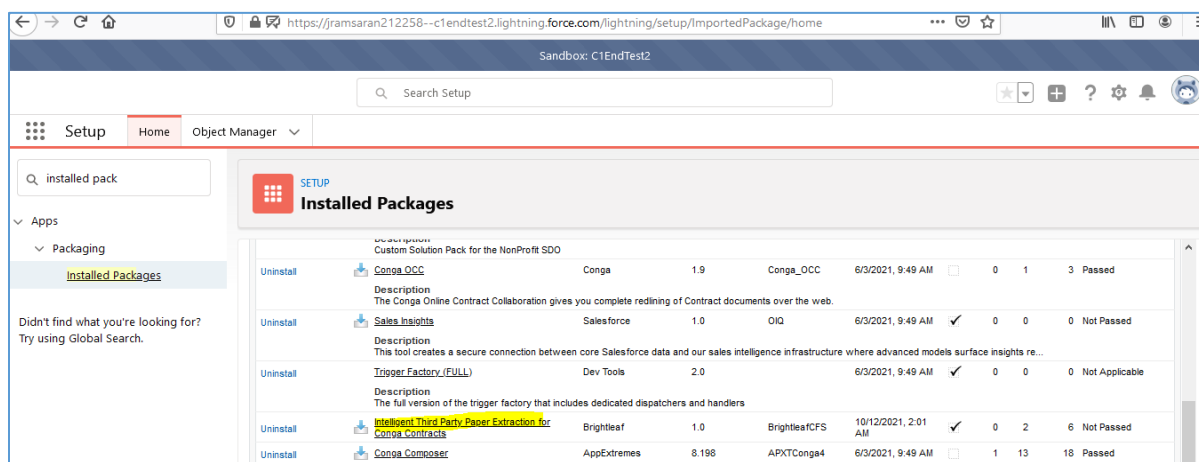 https://jramsaran212258--c1endtest2.lightning.force.com/lightning/setup/ImportedPackage/home
Sandbox: C1EndTest2
Search Setup
Setup Home Object Manager
installed pack
Apps
Packaging
Installed Packages
Didn't find what you're looking for?
Try using Global Search.
SETUP
Installed Packages
Description
Custom Solution Pack for the NonProfit SDO
Uninstall Conga OCC Conga 1.9 Conga_OCC 6/3/2021, 9:49 AM 0 1 3 Passed
Description
The Conga Online Contract Collaboration gives you complete redlining of Contract documents over the web.
Uninstall Sales Insights Salesforce 1.0 OIQ 6/3/2021, 9:49 AM 0 0 0 Not Passed
Description
This tool creates a secure connection between core Salesforce data and our sales intelligence infrastructure where advanced models surface insights re...
Uninstall Trigger Factory (FULL) Dev Tools 2.0 6/3/2021, 9:49 AM 0 0 0 Not Applicable
Description
The full version of the trigger factory that includes dedicated dispatchers and handlers
Uninstall Intelligent Third Party Paper Extraction for Brightleaf 1.0 BrightleafCFS 10/12/2021, 2:01 0 2 6 Not Passed
Conga Contracts AM
Uninstall Conga Composer AppExtremes 8.198 APXTConga4 6/3/2021, 9:49 AM 1 13 18 Passed